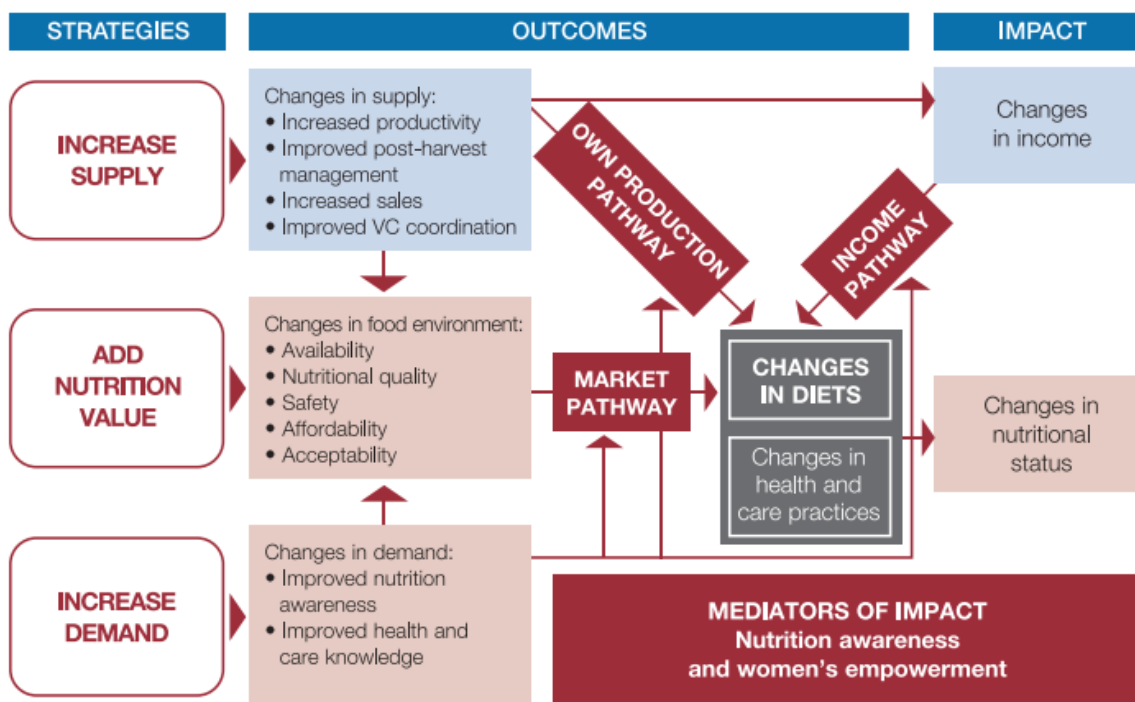 STRATEGIES
OUTCOMES
IMPACT
INCREASE
SUPPLY
Changes in supply:
• Increased productivity
• Improved post-harvest
management
• Increased sales
• Improved VC coordination
OWN PRODUCTION
PATHWAY
INCOME
PATHWAY
Changes
in income
ADD
NUTRITION
VALUE
Changes in food environment:
• Availability
• Nutritional quality
• Safety
• Affordability
• Acceptability
MARKET
PATHWAY
CHANGES
IN DIETS
Changes in
health and
care practices
Changes in
nutritional
status
INCREASE
DEMAND
Changes in demand:
• Improved nutrition
awareness
• Improved health and
care knowledge
MEDIATORS OF IMPACT
Nutrition awareness
and women's empowerment